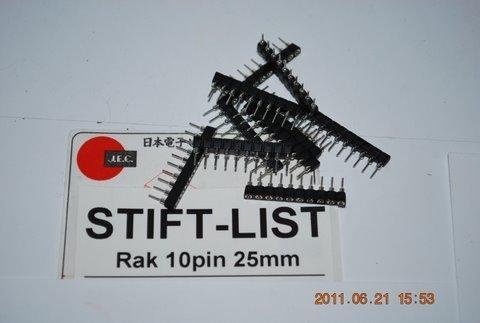 日本電子
J.E.C.
STIFT-LIST
Rak 10pin 25mm
2011.06.21 15:53